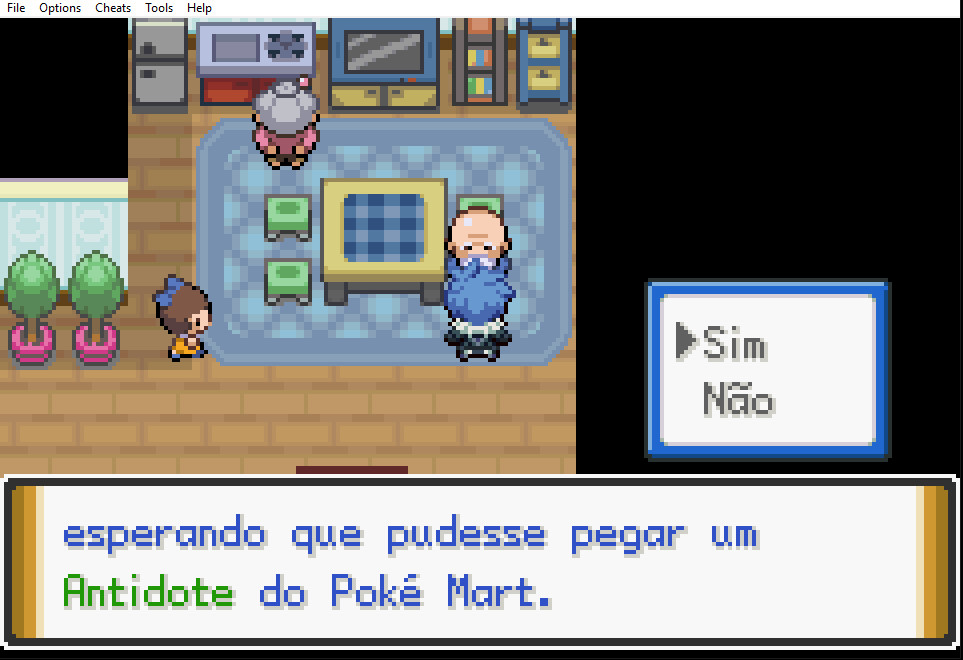 File Options Cheats Tools Help
Sim
Não
esperando que pudesse pegar um
Antidote do Poké Mart.